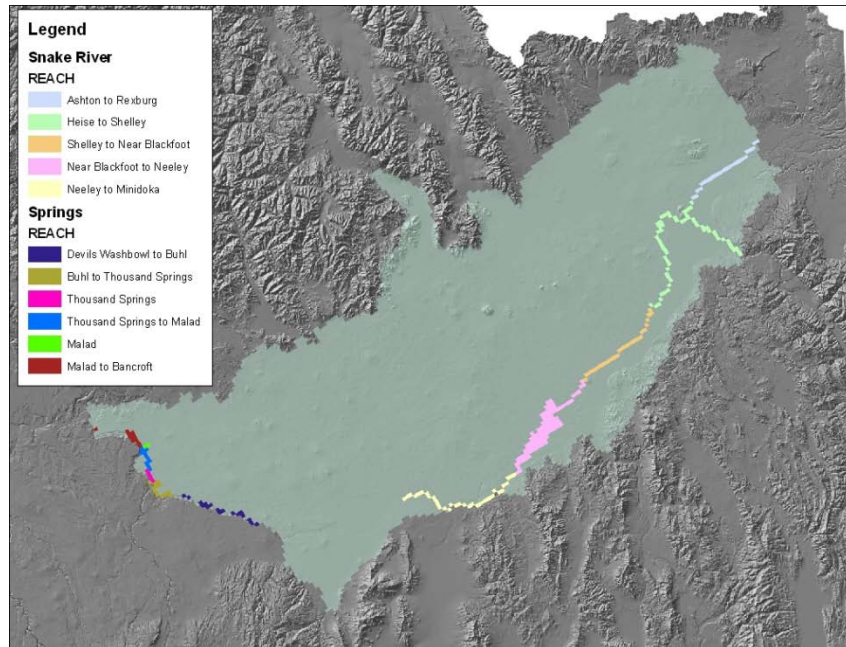 Legend
Snake River
REACH
Ashton to Rexburg
Heise to Shelley
Shelley to Near Blackfoot
Near Blackfoot to Neeley
Neeley to Minidoka
Springs
REACH
Devils Washbowl to Buhl
Buhl to Thousand Springs
Thousand Springs
Thousand Springs to Malad
Malad
Malad to Bancroft